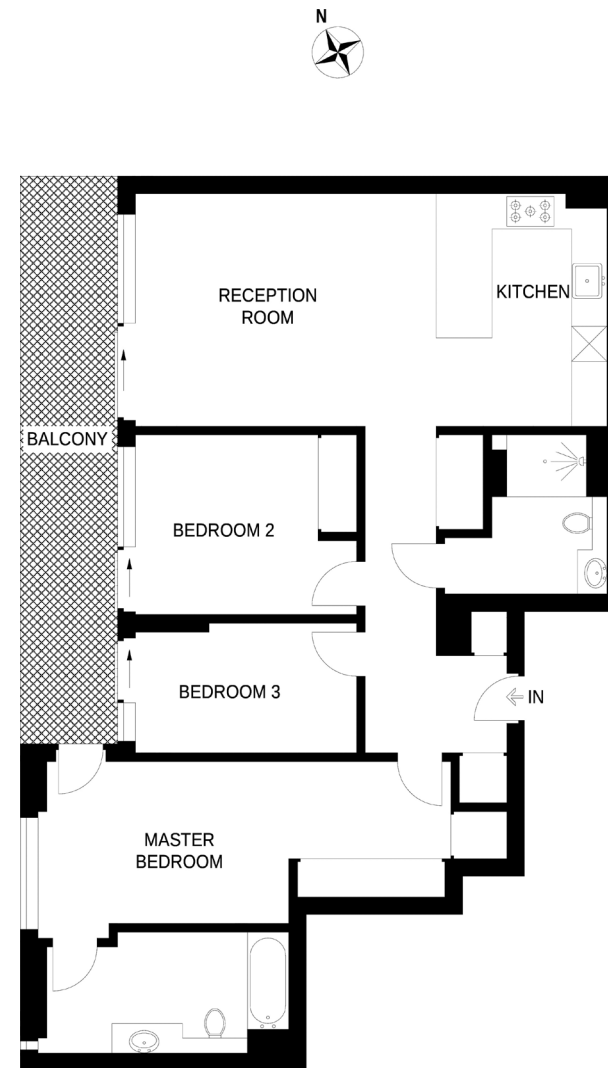 N
RECEPTION
ROOM
KITCHEN
BALCONY
BEDROOM 2
BEDROOM 3
IN
MASTER
BEDROOM